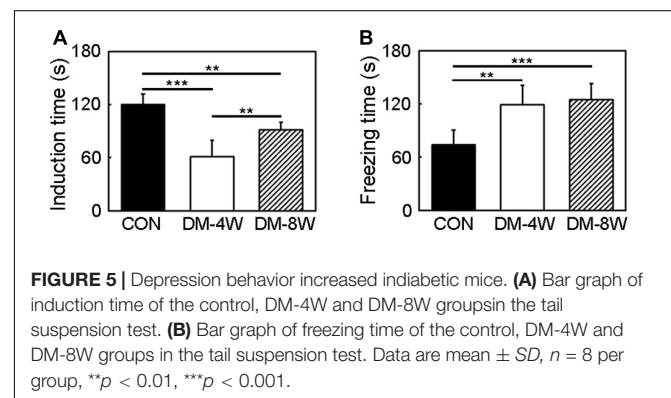 A
B
180
120
60
0
Induction time (s)
**
***
**
CON DM-4W DM-8W
180
120
60
0
Freezing time (s)
***
**
CON DM-4W DM-8W
FIGURE 5 | Depression behavior increased indiabetic mice. (A) Bar graph of
induction time of the control, DM-4W and DM-8W groupsin the tail
suspension test. (B) Bar graph of freezing time of the control, DM-4W and
DM-8W groups in the tail suspension test. Data are mean ± SD, n = 8 per
group, **p < 0.01, ***p < 0.001.